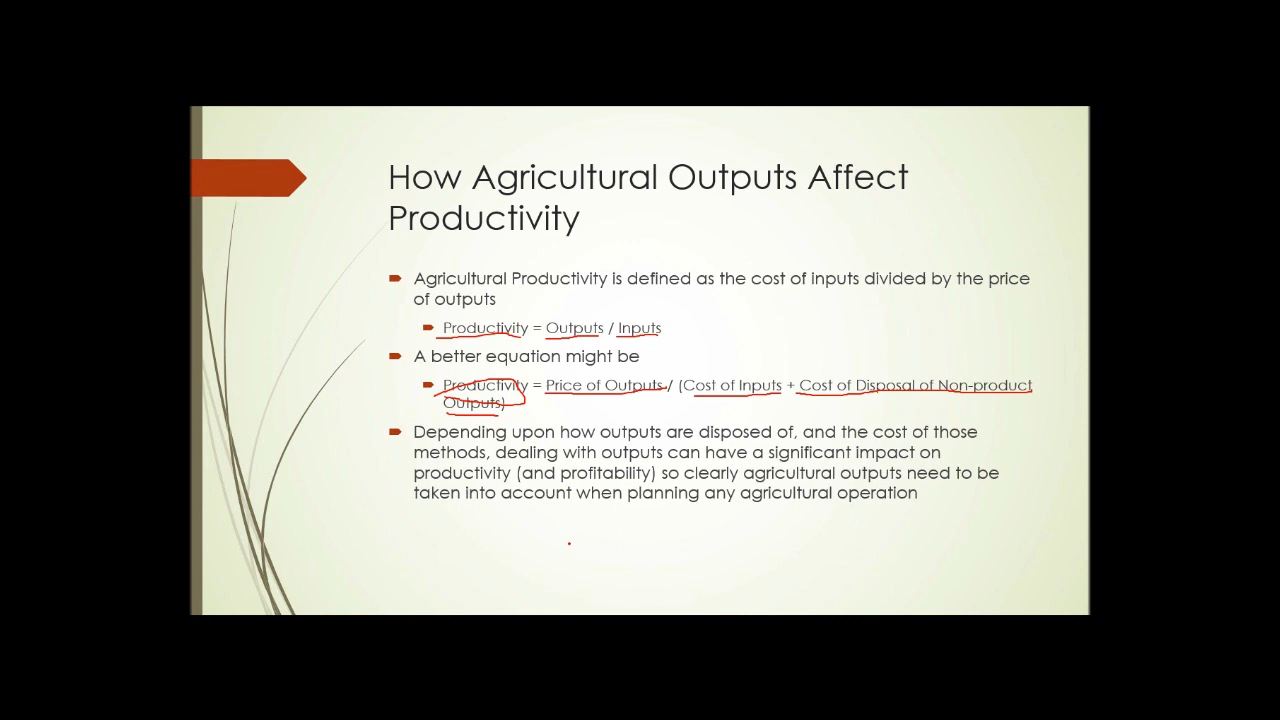 How Agricultural Outputs Affect
Productivity
Agricultural Productivity is defined as the cost of inputs divided by the price
of outputs
Productivity = Outputs / Inputs
A better equation might be
Productivity = Price of Outputs / (Cost of Inputs + Cost of Disposal of Non-product
Outputs)
Depending upon how outputs are disposed of, and the cost of those
methods, dealing with outputs can have a significant impact on
productivity (and profitability) so clearly agricultural outputs need to be
taken into account when planning any agricultural operation